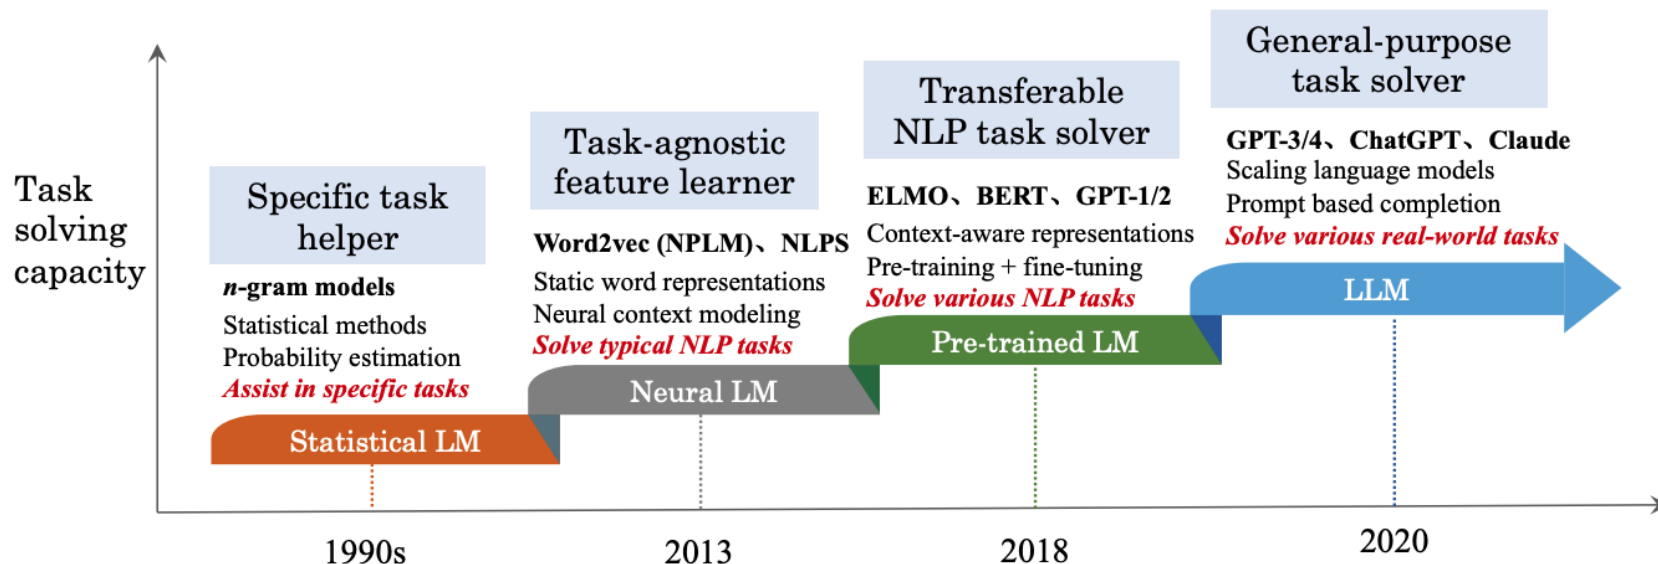 Task
solving
capacity
Specific task
helper
n-gram models
Statistical methods
Probability estimation
Assist in specific tasks
Statistical LM
1990s
Task-agnostic
feature learner
Word2vec (NPLM)、NLPS
Static word representations
Neural context modeling
Solve typical NLP tasks
Neural LM
2013
Transferable
NLP task solver
ELMO、BERT、GPT-1/2
Context-aware representations
Pre-training + fine-tuning
Solve various NLP tasks
Pre-trained LM
2018
General-purpose
task solver
GPT-3/4、ChatGPT、Claude
Scaling language models
Prompt based completion
Solve various real-world tasks
LLM
2020